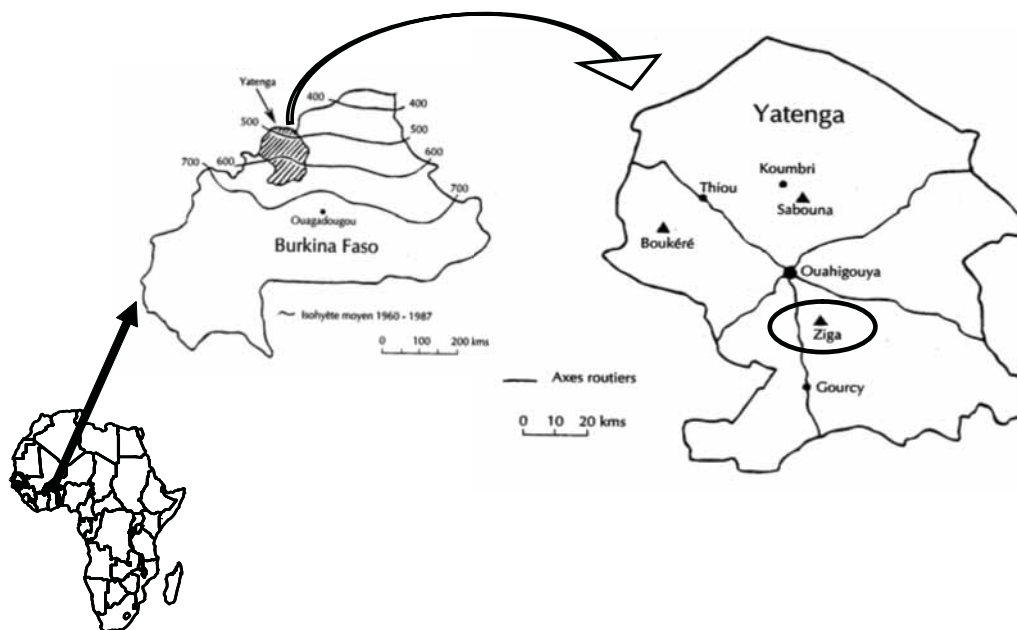 Yatenga
400
400
500
500
600
600
700
700
Ouagadougou
Burkina Faso
Isohyète moyen 1960 - 1987
0 100 200 kms
Yatenga
Koumbri
Thiou
Sabouna
Boukéré
Ouahigouya
Ziga
Axes routiers
Gourcy
0 10 20 kms